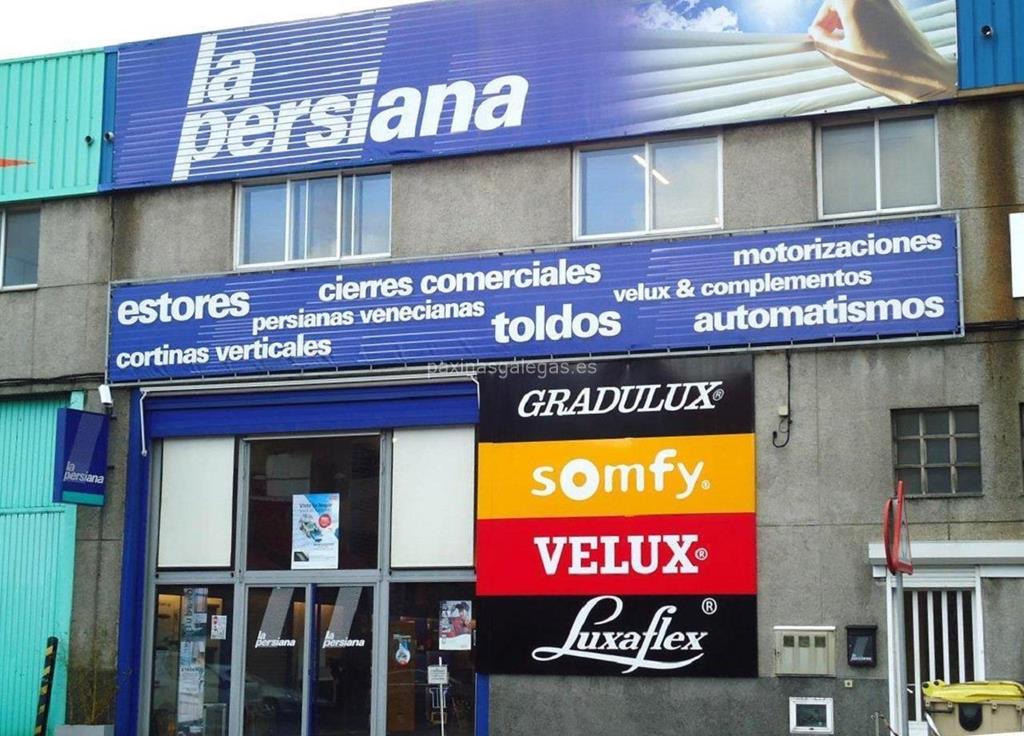 la
persiana
motorizaciones
cierres comerciales
estores
velux & complementos
persianas venecianas
toldos
automatismos
cortinas verticales
paxinasgalegas.es
GRADULUX®
somfy®
VELUX®
Luxaflex®
la
persiana
la
persiana
la
persiana